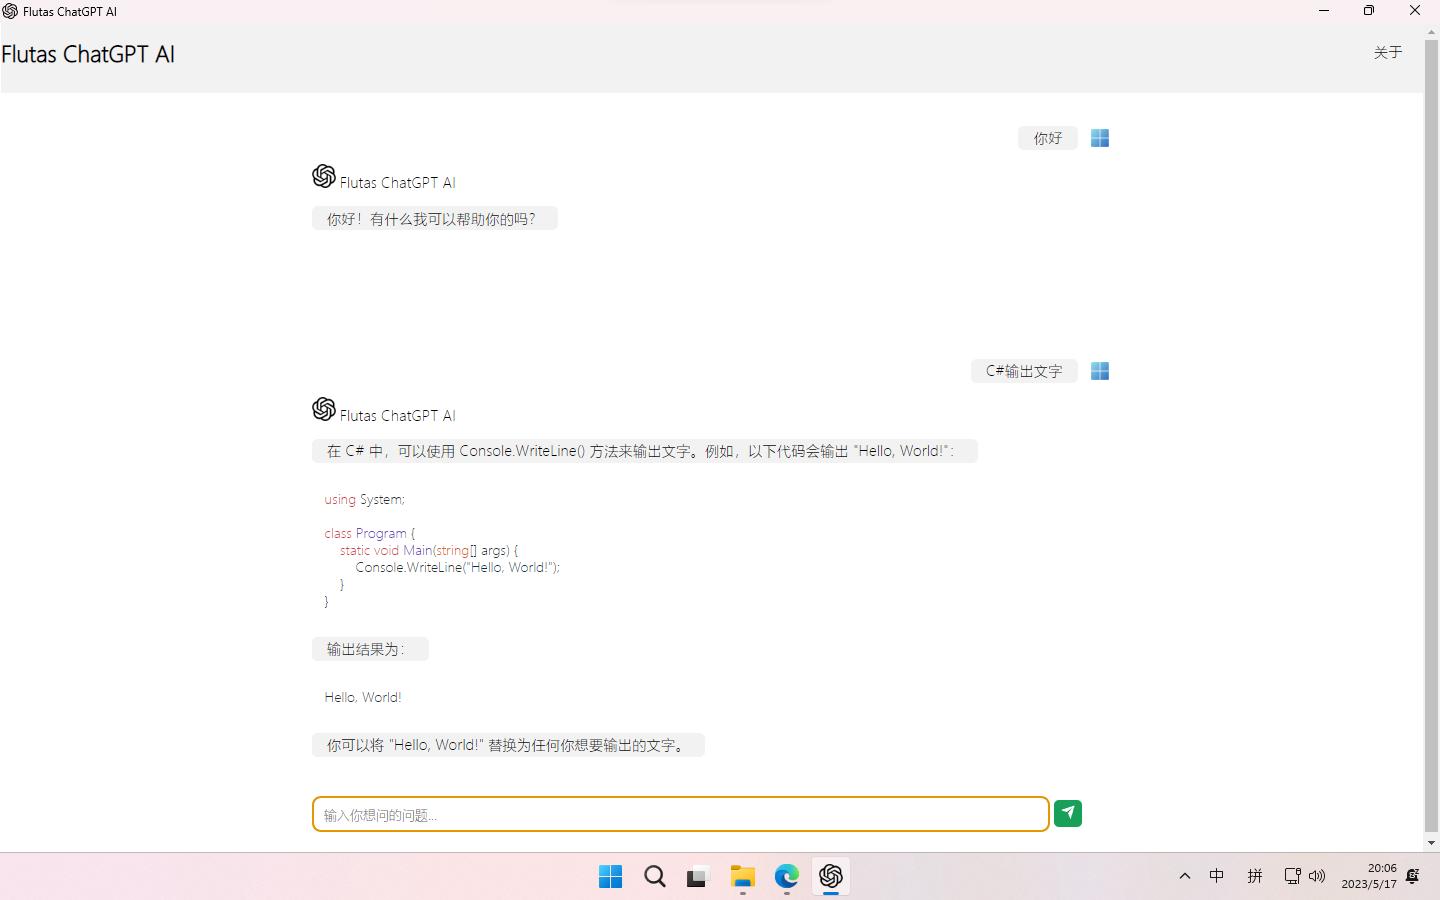 Flutas ChatGPT AI
Flutas ChatGPT AI
关于
你好
Flutas ChatGPT AI
你好！有什么我可以帮助你的吗？
C#输出文字
Flutas ChatGPT AI
在 C# 中，可以使用 Console.WriteLine() 方法来输出文字。例如，以下代码会输出 "Hello, World!"：
using System;
class Program {
    static void Main(string[] args) {
        Console.WriteLine("Hello, World!");
    }
}
输出结果为：
Hello, World!
你可以将 "Hello, World!" 替换为任何你想要输出的文字。
输入你想问的问题...
中
拼
20:06
2023/5/17